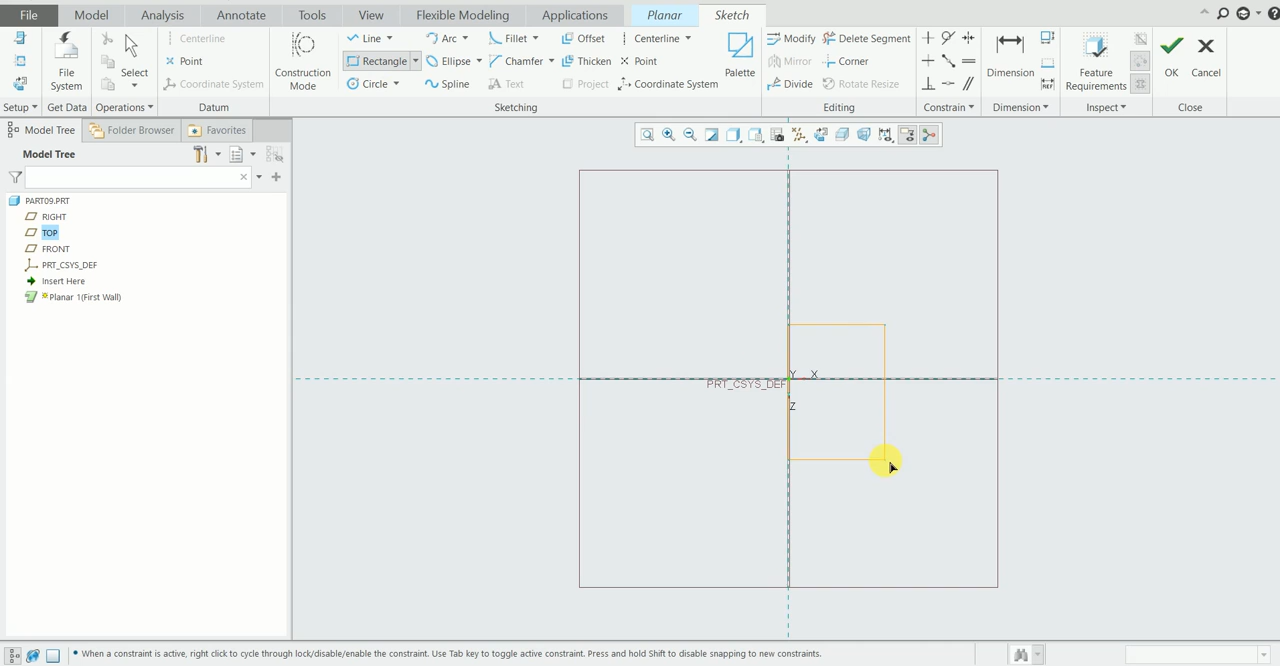 File Model Analysis Annotate Tools View Flexible Modeling Applications Planar Sketch
Centerline Line Arc Fillet Offset Centerline Modify Delete Segment
File System Select Point Construction Mode Rectangle Ellipse Chamfer Thicken Point Palette Mirror Corner Dimension Feature Requirements OK Cancel
Coordinate System Circle Spline Text Project Coordinate System Divide Rotate Resize REF
Setup Get Data Operations Datum Sketching Editing Constrain Dimension Inspect Close
Model Tree Folder Browser Favorites
Model Tree
PART09.PRT
RIGHT
TOP
FRONT
PRT_CSYS_DEF
Insert Here
Planar 1(First Wall)
Y X
PRT_CSYS_DEF
Z
When a constraint is active, right click to cycle through lock/disable/enable the constraint. Use Tab key to toggle active constraint. Press and hold Shift to disable snapping to new constraints.